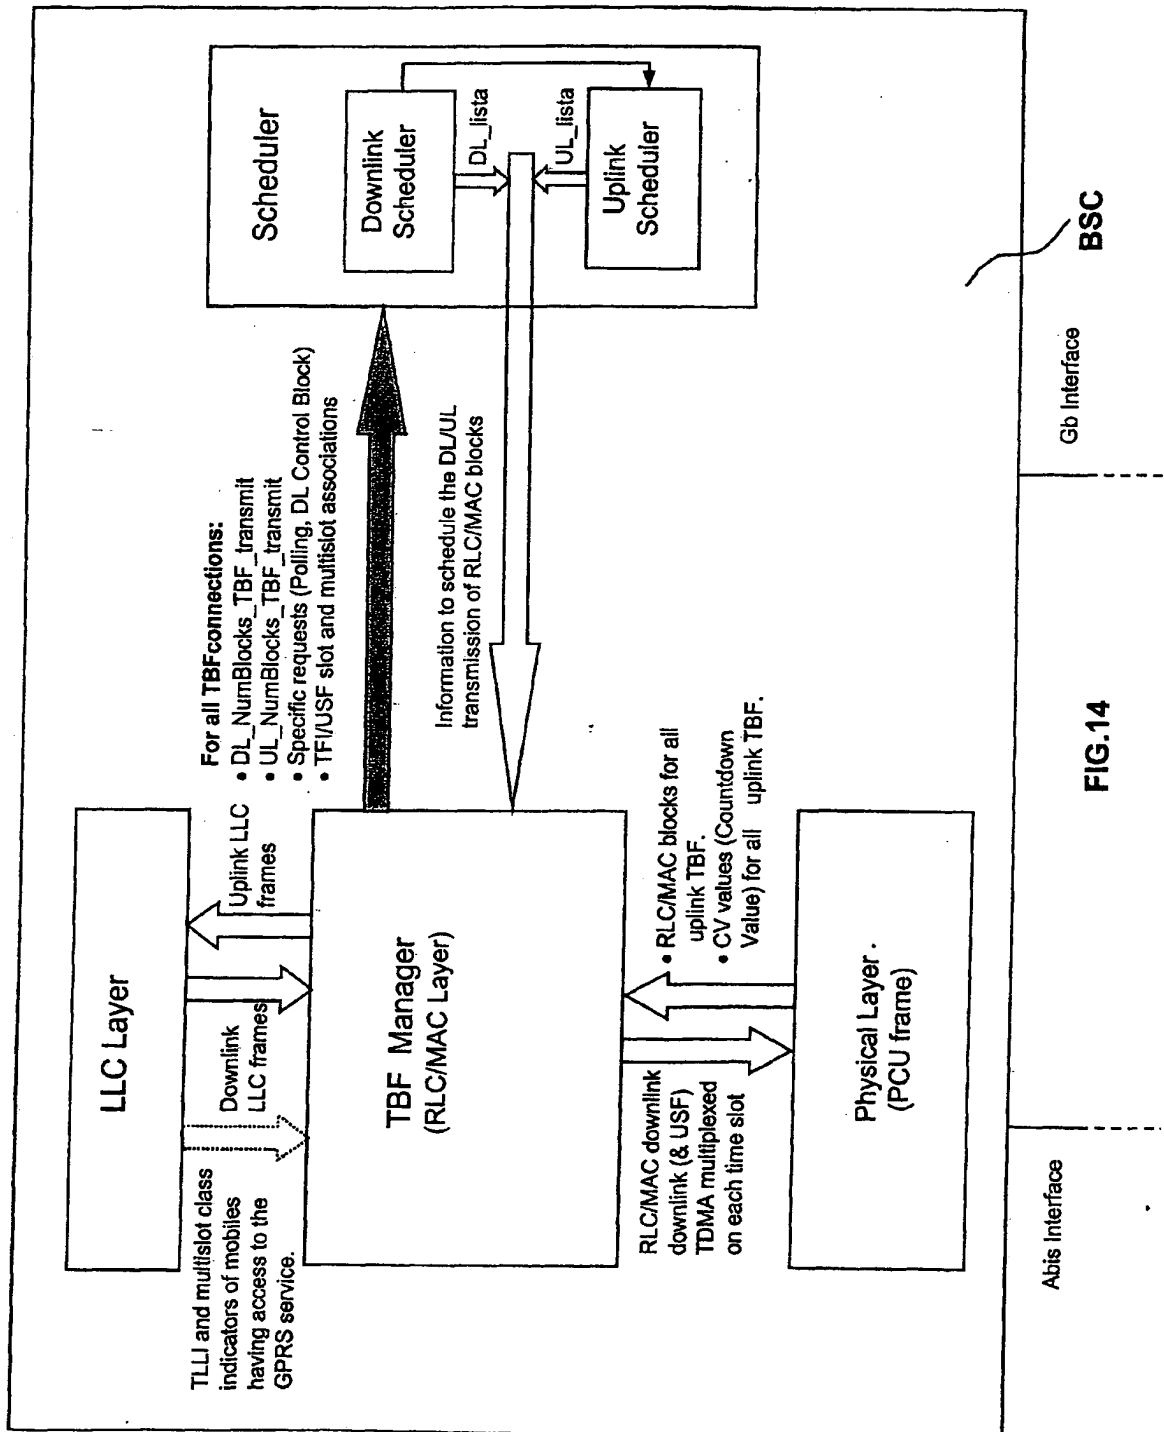 LLC Layer
TLLI and multislot class
indicators of mobiles
having access to the
GPRS service.
Downlink
LLC frames
Uplink LLC
frames
For all TBFconnections:
• DL_NumBlocks_TBF_transmit
• UL_NumBlocks_TBF_transmit
• Specific requests (Polling, DL Control Block)
• TFI/USF slot and multislot associations
Scheduler
Downlink
Scheduler
DL_lista
UL_lista
Uplink
Scheduler
TBF Manager
(RLC/MAC Layer)
Information to schedule the DL/UL
transmission of RLC/MAC blocks
RLC/MAC downlink
downlink (& USF)
TDMA multiplexed
on each time slot
• RLC/MAC blocks for all
uplink TBF.
• CV values (Countdown
Value) for all uplink TBF.
Physical Layer.
(PCU frame)
BSC
Abis Interface
Gb Interface
FIG.14